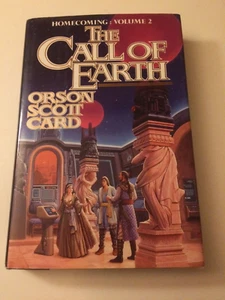 HOMECOMING: VOLUME 2
THE
CALL OF
EARTH
ORSON
SCOTT
CARD